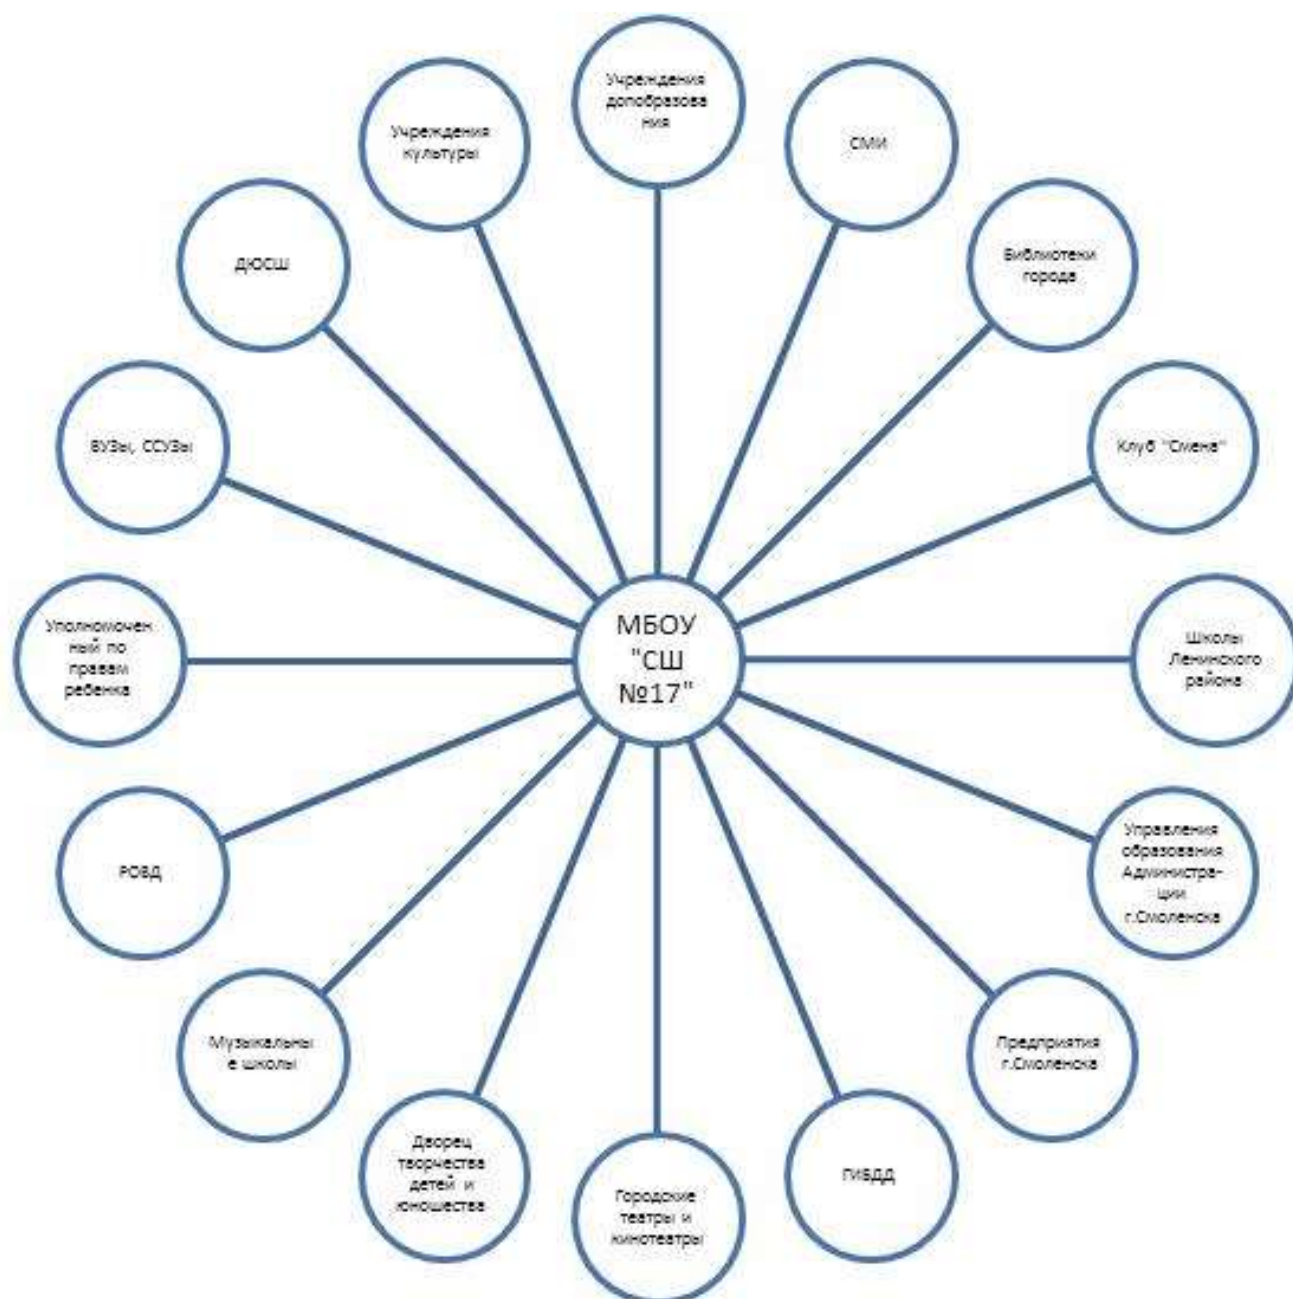 Учреждения
допобразова
ния
СМИ
Библиотеки
города
Клуб "Смена"
Школы
Ленинского
района
Управления
образования
Администра-
ции
г.Смоленска
Предприятия
г.Смоленска
ГИБДД
Городские
театры и
кинотеатры
Дворец
творчества
детей и
юношества
Музыкальны
е школы
РОВД
Уполномочен
ный по
правам
ребенка
ВУЗы, ССУЗы
ДЮСШ
Учреждения
культуры
МБОУ
"СШ
№17"